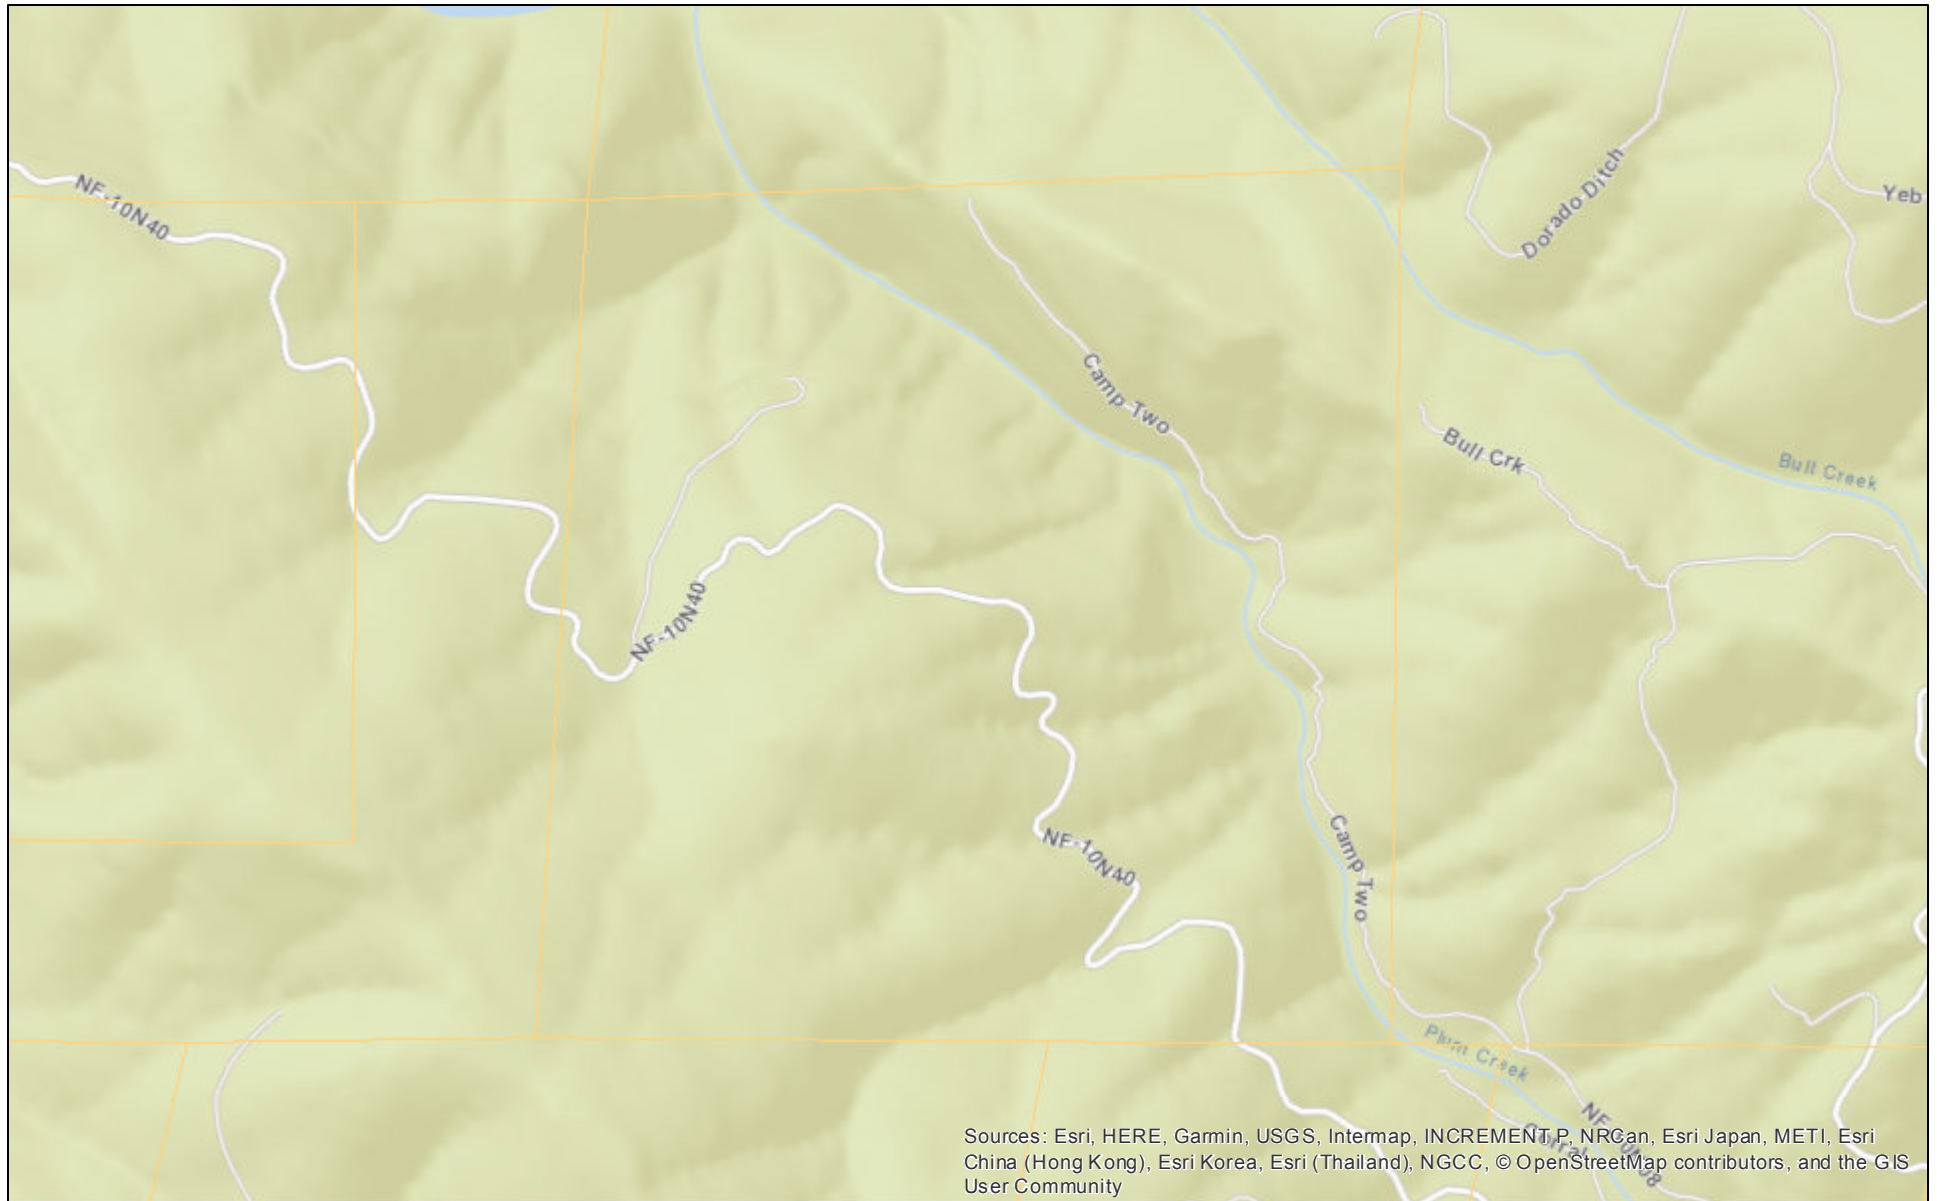 NF-10N40
Dorado Ditch
Yeb
Camp Two
Bull Crk
Bull Creek
NF-10N40
NF-10N40
Camp Two
Plum Creek
Corral
Sources: Esri, HERE, Garmin, USGS, Intermap, INCREMENT P, NRCan, Esri Japan, METI, Esri
China (Hong Kong), Esri Korea, Esri (Thailand), NGCC, © OpenStreetMap contributors, and the GIS
User Community